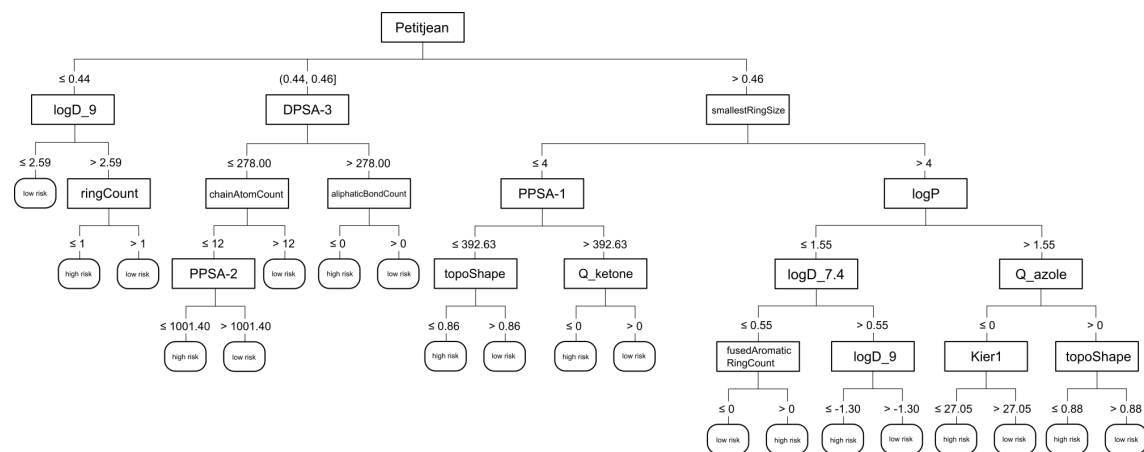 Petitjean
≤ 0.44 (0.44, 0.46] > 0.46
logD_9 DPSA-3 smallestRingSize
≤ 2.59 > 2.59 ≤ 278.00 > 278.00 ≤ 4 > 4
low risk ringCount chainAtomCount aliphaticBondCount PPSA-1 logP
≤ 1 > 1 ≤ 12 > 12 ≤ 0 > 0 ≤ 392.63 > 392.63 ≤ 1.55 > 1.55
high risk low risk PPSA-2 low risk high risk low risk topoShape Q_ketone logD_7.4 Q_azole
≤ 1001.40 > 1001.40 ≤ 0.86 > 0.86 ≤ 0 > 0 ≤ 0.55 > 0.55 ≤ 0 > 0
high risk low risk high risk low risk high risk low risk fusedAromatic
RingCount logD_9 Kier1 topoShape
≤ 0 > 0 ≤ -1.30 > -1.30 ≤ 27.05 > 27.05 ≤ 0.88 > 0.88
low risk high risk high risk low risk high risk low risk high risk low risk